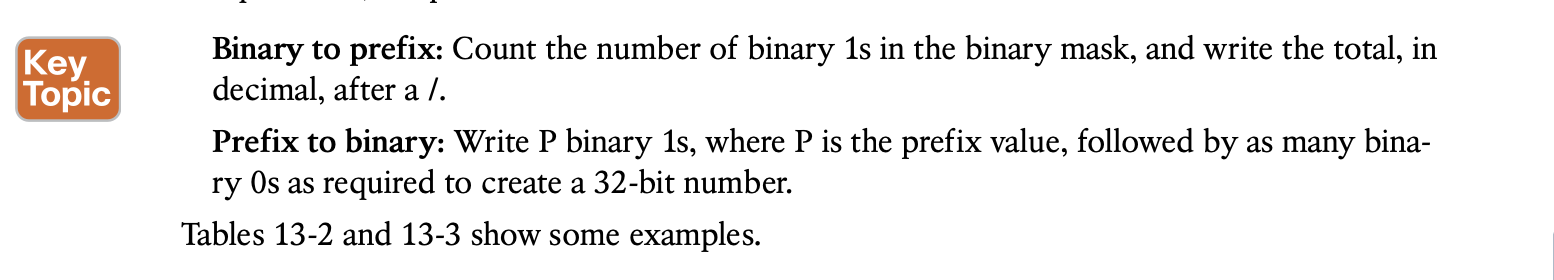 Key
Topic
Binary to prefix: Count the number of binary 1s in the binary mask, and write the total, in
decimal, after a /.
Prefix to binary: Write P binary 1s, where P is the prefix value, followed by as many bina-
ry 0s as required to create a 32-bit number.
Tables 13-2 and 13-3 show some examples.